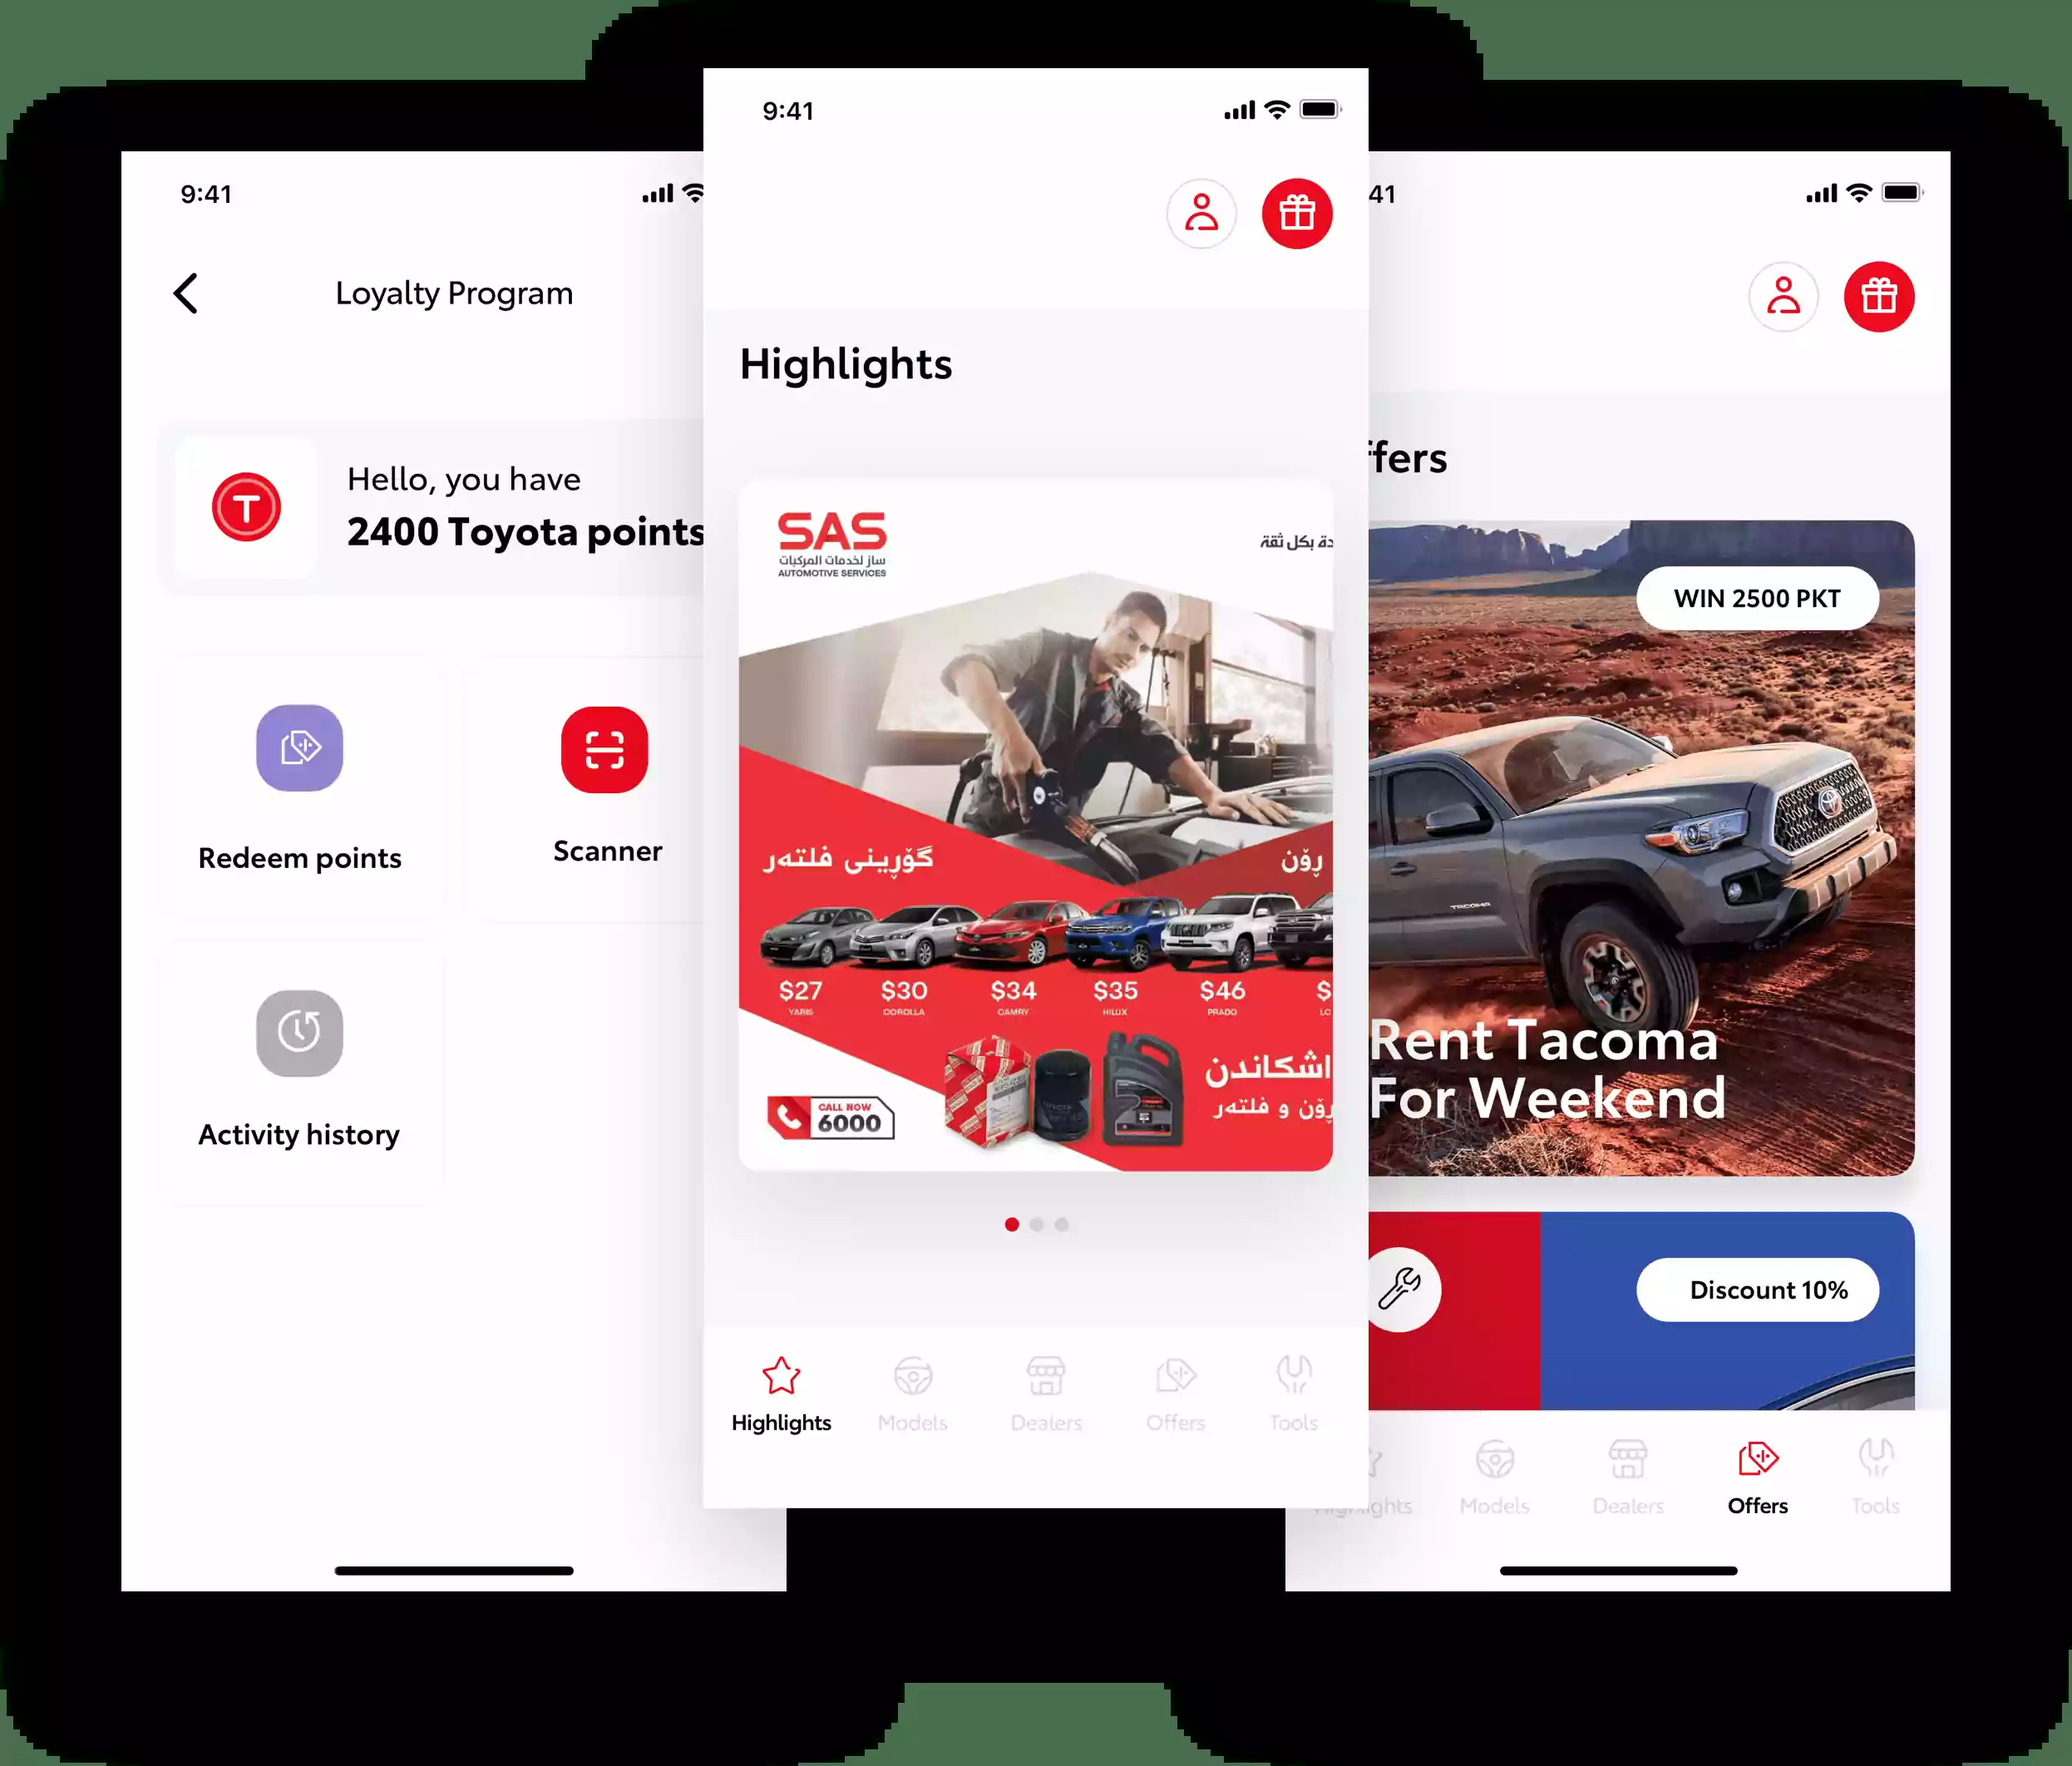 9:41
Loyalty Program
Hello, you have
2400 Toyota points
Redeem points
Scanner
Activity history
9:41
Highlights
SAS
ساز لخدمات المركبات
AUTOMOTIVE SERVICES
بكل ثقة
گۆڕینی فلتەر
ڕۆن
$27
$30
$34
$35
$46
$
YARIS
COROLLA
CAMRY
HILUX
PRADO
LC
CALL NOW
6000
ڕۆن و فلتەر
Highlights
Models
Dealers
Offers
Tools
41
ffers
WIN 2500 PKT
TACOMA
Rent Tacoma
For Weekend
Discount 10%
Models
Dealers
Offers
Tools